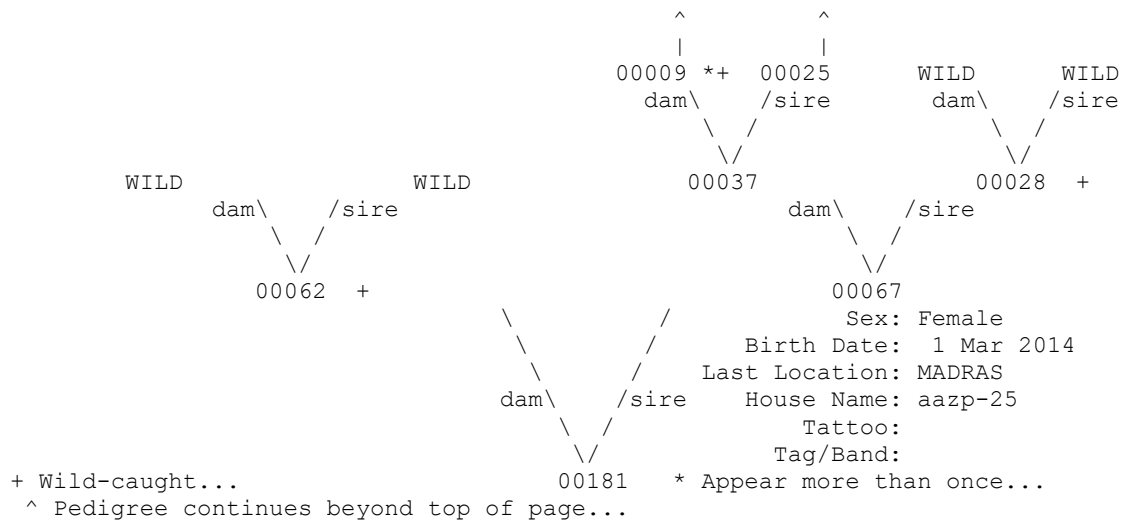 ^ ^
| |
00009 *+ 00025 WILD WILD
dam\ /sire dam\ /sire
\ / \ /
\/ \/
WILD WILD 00037 00028 +
dam\ /sire dam\ /sire
\ / \ /
\/ \/
00062 + 00067
\ / Sex: Female
\ / Birth Date: 1 Mar 2014
\ / Last Location: MADRAS
dam\ /sire House Name: aazp-25
\ / Tattoo:
\/ Tag/Band:
+ Wild-caught... 00181 * Appear more than once...
^ Pedigree continues beyond top of page...